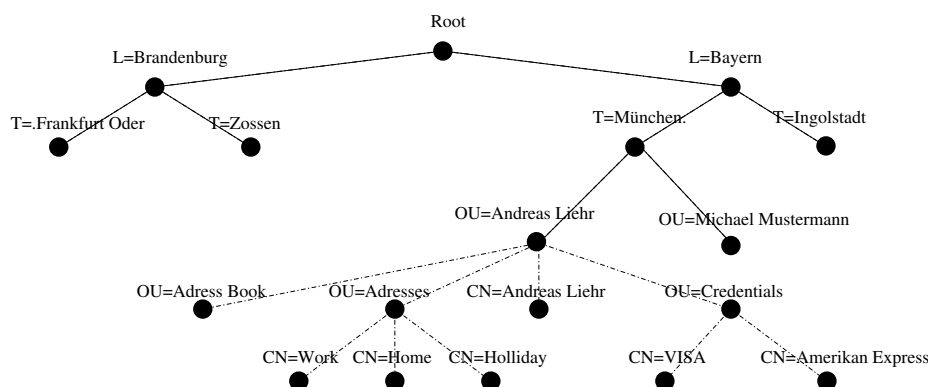 Root
L=Brandenburg
L=Bayern
T=.Frankfurt Oder
T=Zossen
T=München.
T=Ingolstadt
OU=Andreas Liehr
OU=Michael Mustermann
OU=Adress Book
OU=Adresses
CN=Andreas Liehr
OU=Credentials
CN=Work
CN=Home
CN=Holliday
CN=VISA
CN=Amerikan Express